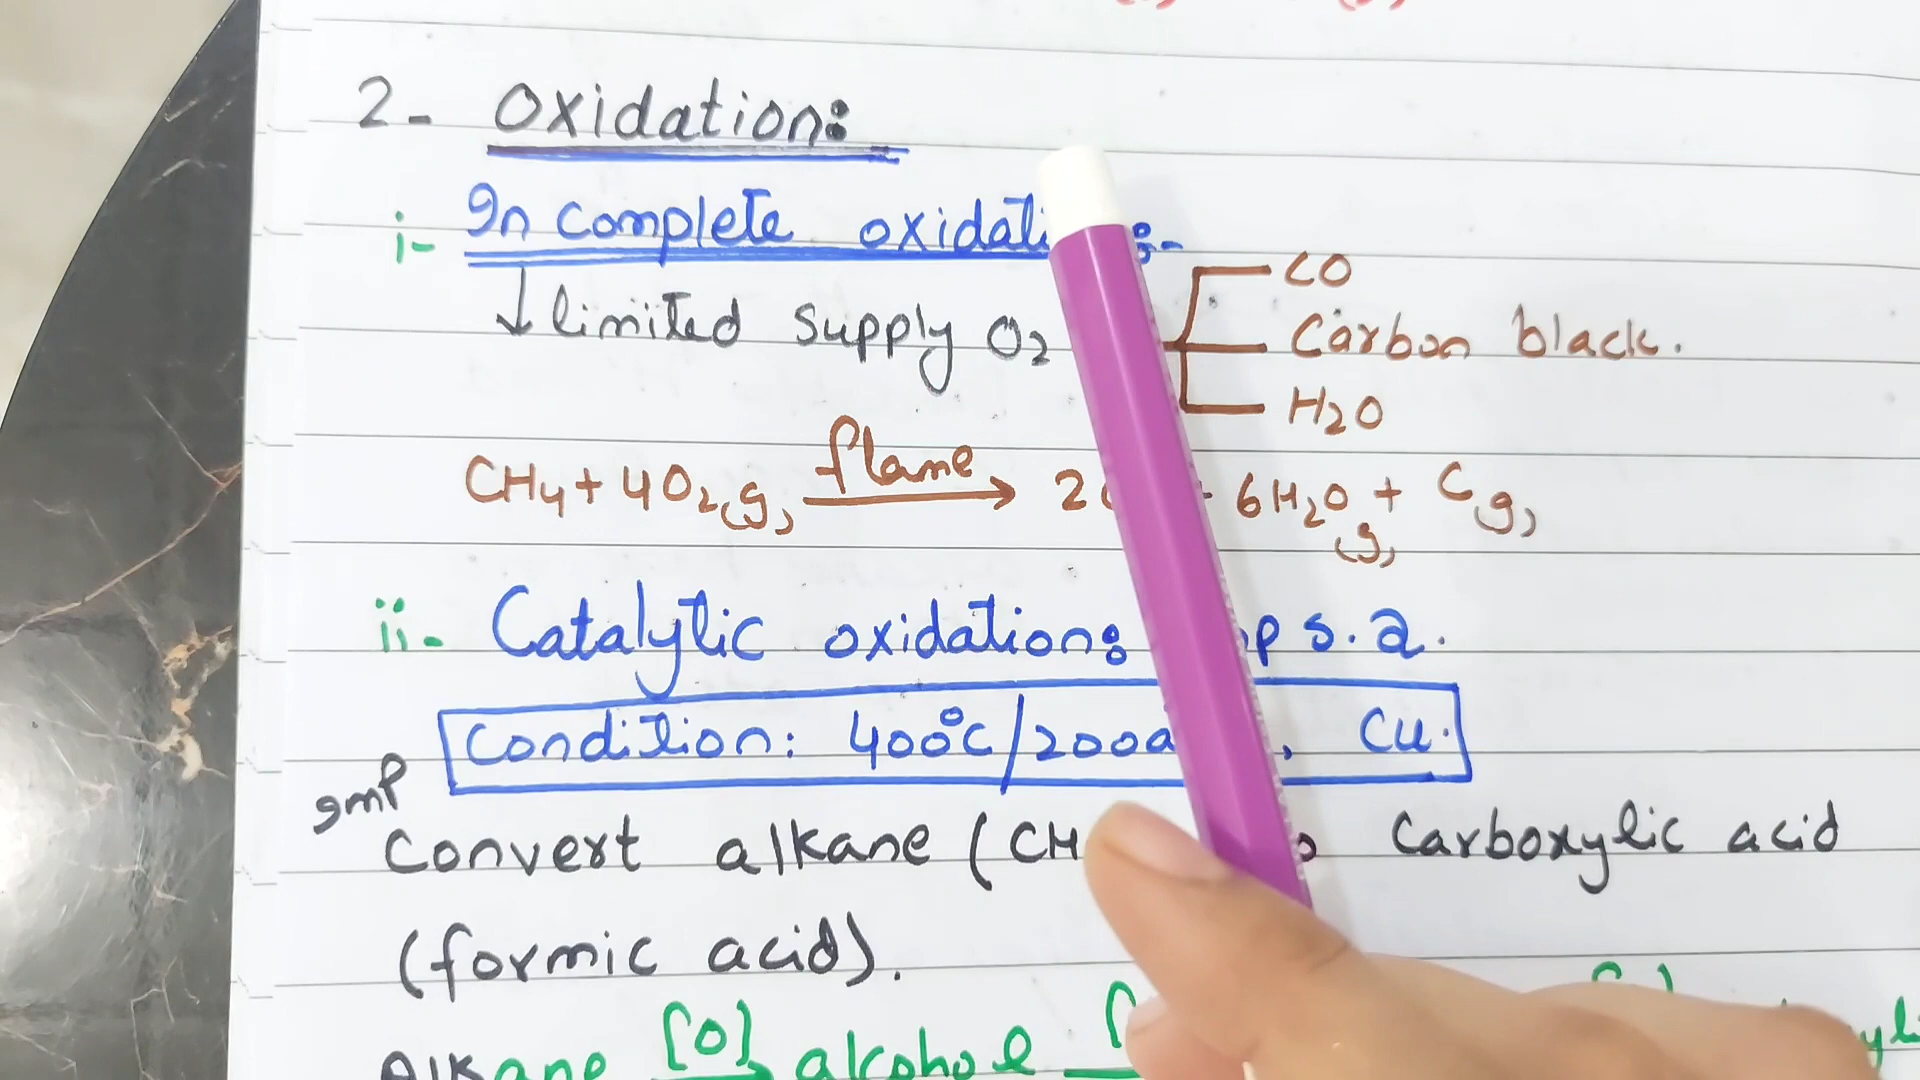 2- Oxidation:
i- In complete oxidati :-
↓ limited supply O2
CO
Carbon black.
H2O
CH4 + 4O2(g) flame → 2 + 6H2O(g) + C(g)
ii- Catalytic oxidation: p s.a.
Condition: 400°C/200a , Cu.
Imp
Convert alkane (CH Carboxylic acid
(formic acid).
Alkane [O] alcohol